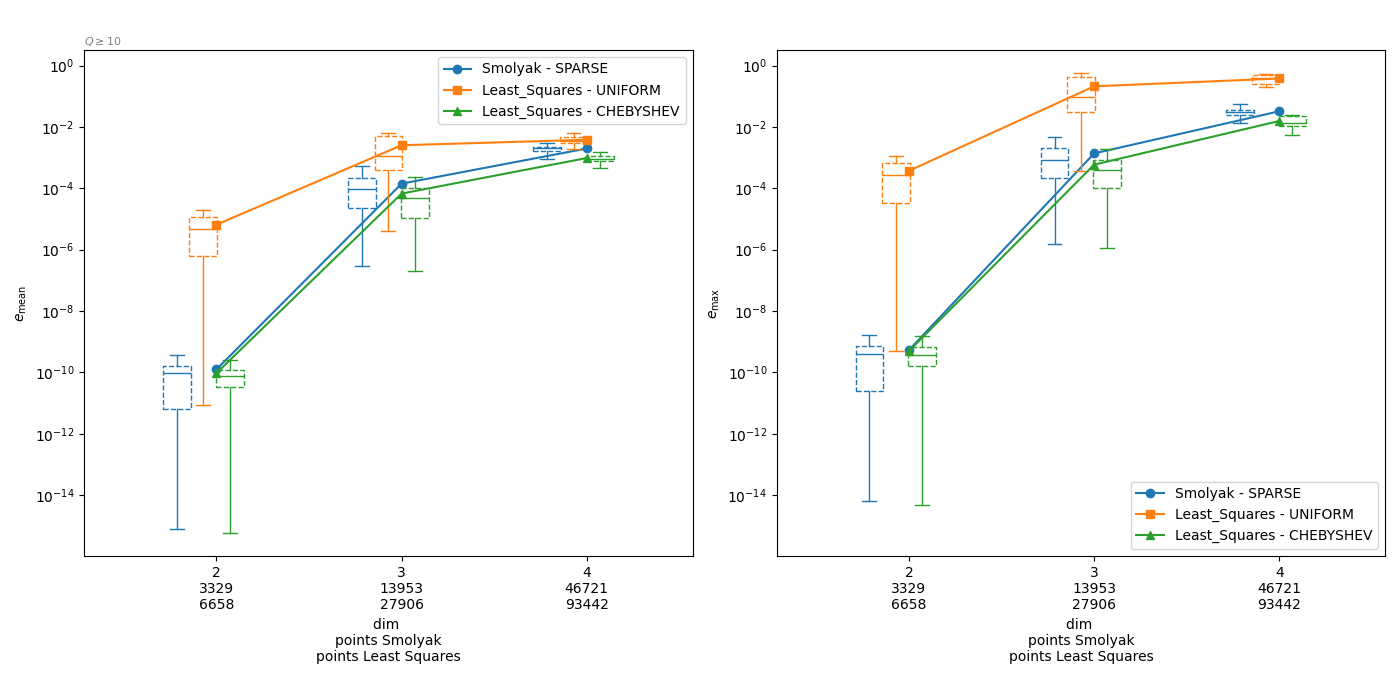 Q ≥ 10
Smolyak - SPARSE
Least_Squares - UNIFORM
Least_Squares - CHEBYSHEV
10⁰
10⁻²
10⁻⁴
10⁻⁶
10⁻⁸
10⁻¹⁰
10⁻¹²
10⁻¹⁴
e_mean
2 3 4
3329 13953 46721
6658 27906 93442
dim
points Smolyak
points Least Squares
10⁰
10⁻²
10⁻⁴
10⁻⁶
10⁻⁸
10⁻¹⁰
10⁻¹²
10⁻¹⁴
e_max
Smolyak - SPARSE
Least_Squares - UNIFORM
Least_Squares - CHEBYSHEV
2 3 4
3329 13953 46721
6658 27906 93442
dim
points Smolyak
points Least Squares